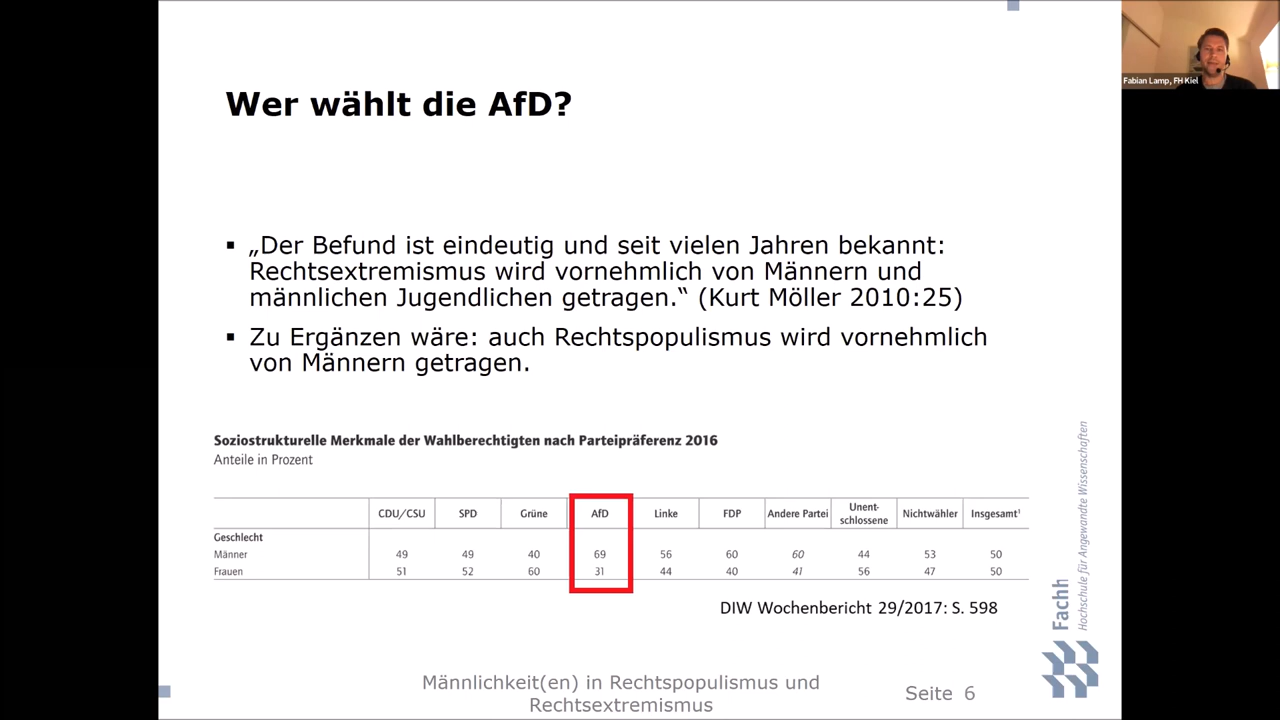 Wer wählt die AfD?
Fabian Lamp, FH Kiel
▪ „Der Befund ist eindeutig und seit vielen Jahren bekannt:
Rechtsextremismus wird vornehmlich von Männern und
männlichen Jugendlichen getragen.“ (Kurt Möller 2010:25)
▪ Zu Ergänzen wäre: auch Rechtspopulismus wird vornehmlich
von Männern getragen.
Soziostrukturelle Merkmale der Wahlberechtigten nach Parteipräferenz 2016
Anteile in Prozent
CDU/CSU SPD Grüne AfD Linke FDP Andere Partei Unent-schlossene Nichtwähler Insgesamt¹
Geschlecht
Männer 49 49 40 69 56 60 60 44 53 50
Frauen 51 52 60 31 44 40 41 56 47 50
DIW Wochenbericht 29/2017: S. 598
Fachh
Hochschule für Angewandte Wissenschaften
Männlichkeit(en) in Rechtspopulismus und
Rechtsextremismus
Seite 6